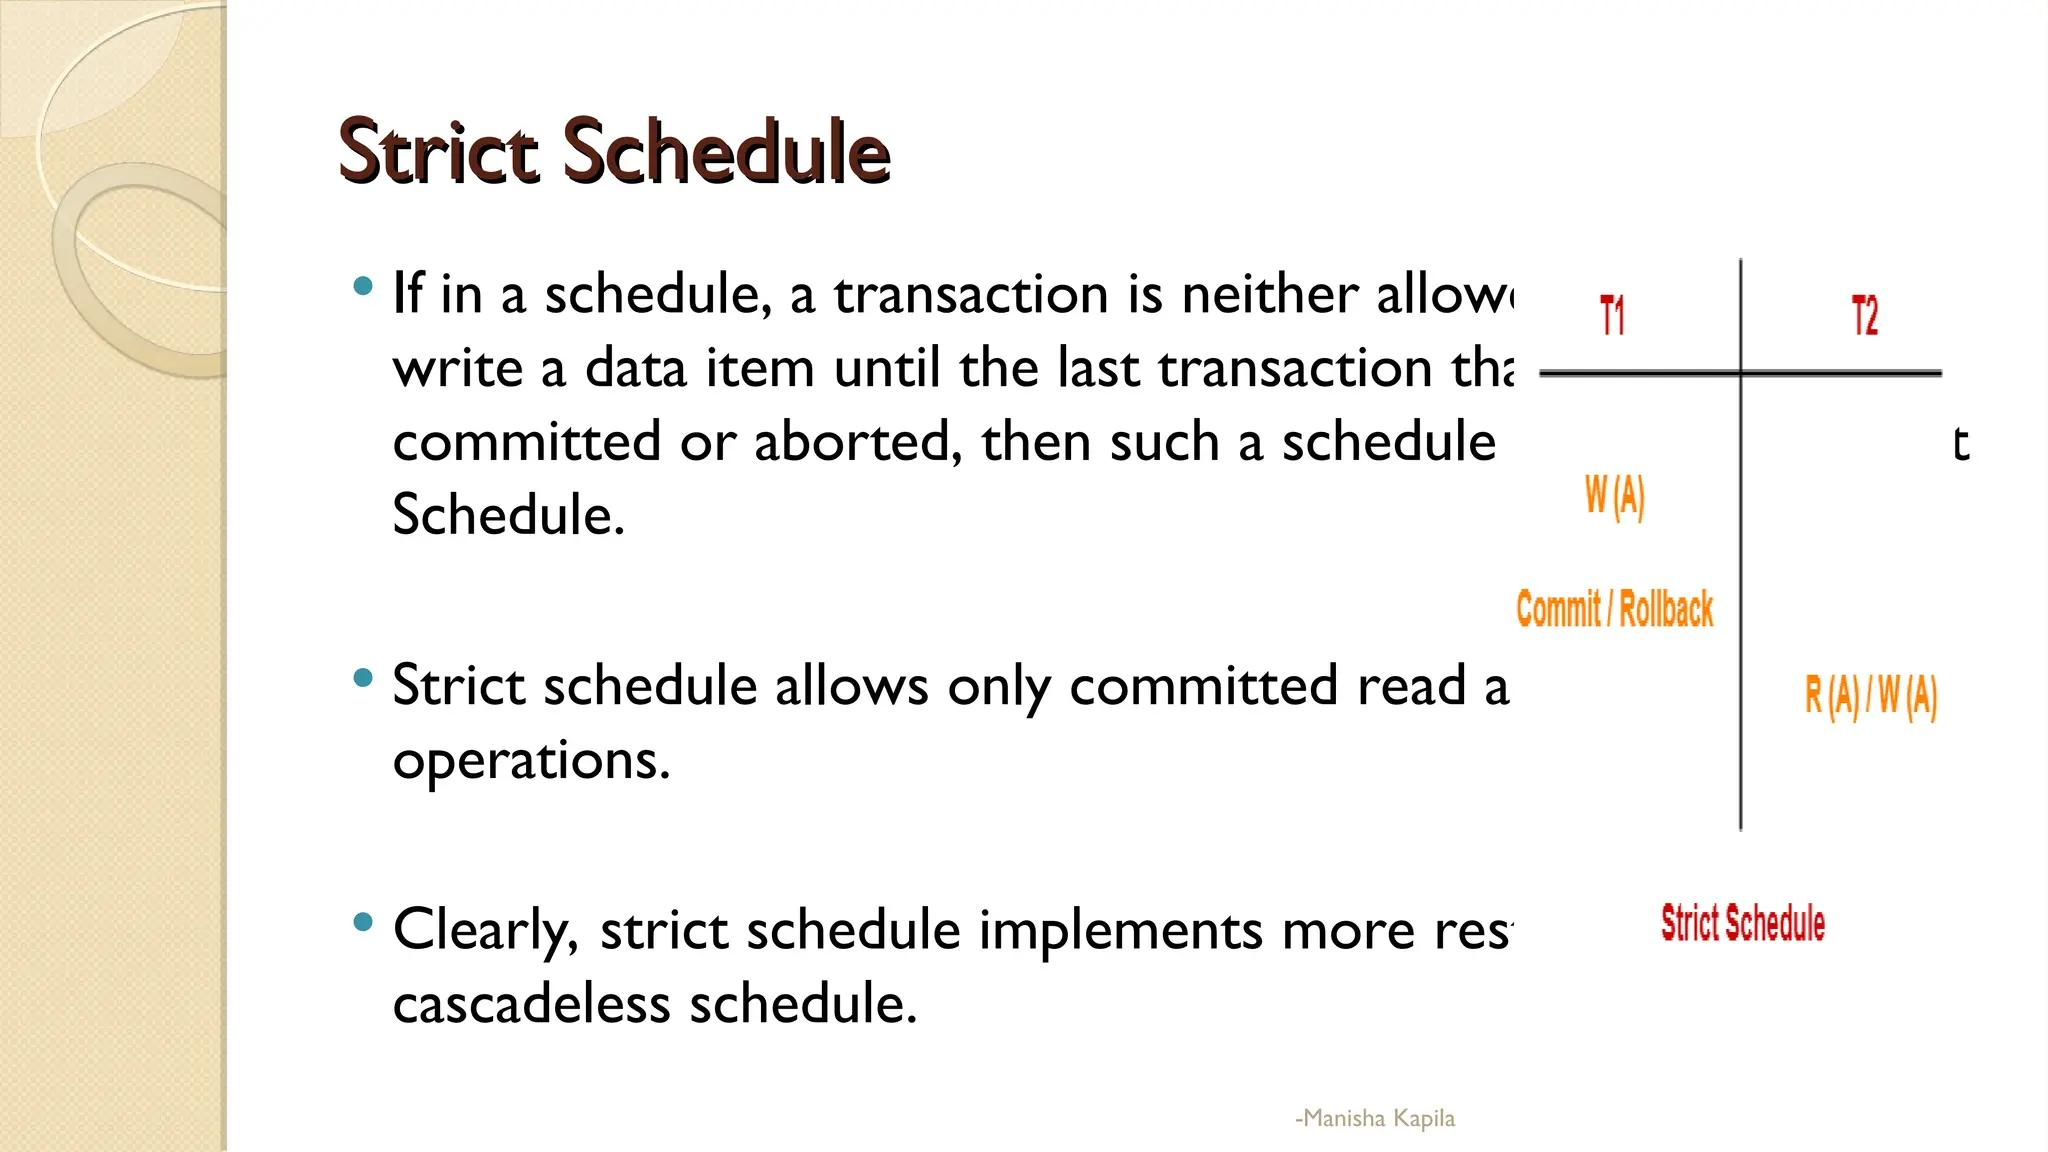 Strict Schedule
If in a schedule, a transaction is neither allow
write a data item until the last transaction
committed or aborted, then such a schedule
Schedule.
Strict schedule allows only committed read
operations.
Clearly, strict schedule implements more
cascadeless schedule.
T1 T2
W (A)
Commit / Rollback
R (A) / W (A)
Strict Schedule
-Manisha Kapila